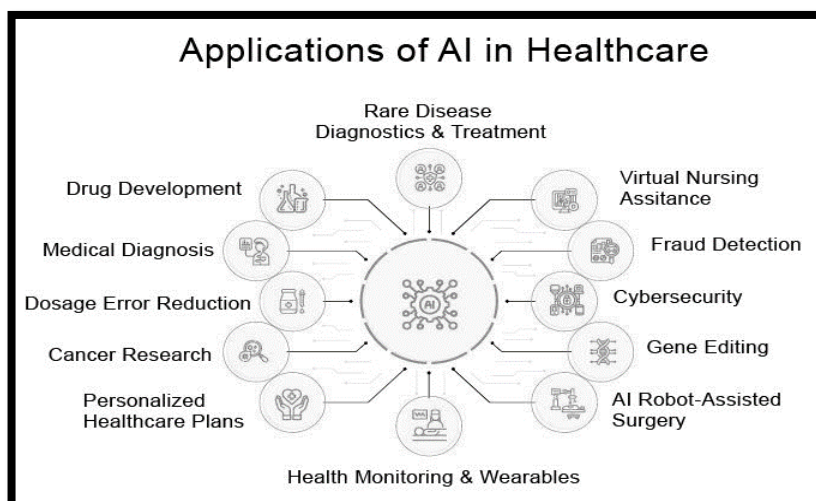 Applications of AI in Healthcare
Rare Disease
Diagnostics & Treatment
Drug Development
Virtual Nursing
Assitance
Medical Diagnosis
Fraud Detection
Dosage Error Reduction
Cybersecurity
AI
Cancer Research
Gene Editing
Personalized
Healthcare Plans
AI Robot-Assisted
Surgery
Health Monitoring & Wearables